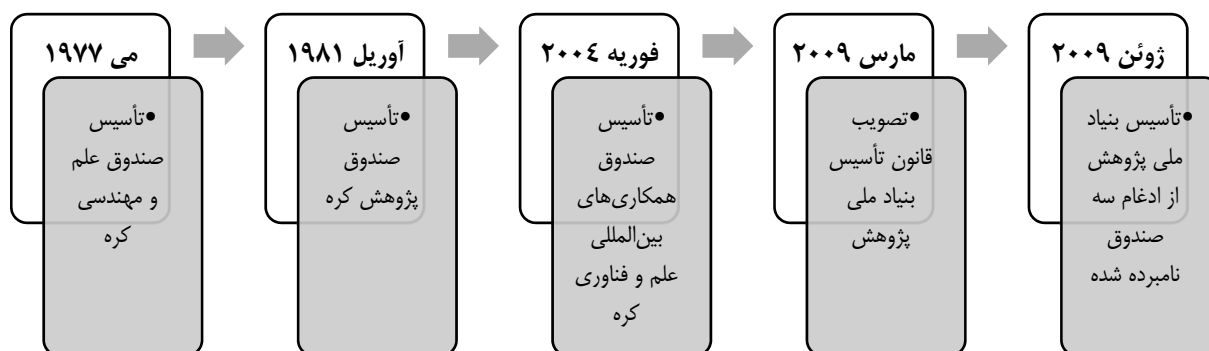 می ۱۹۷۷
•تأسیس
صندوق علم
و مهندسی
کره
آوریل ۱۹۸۱
•تأسیس
صندوق
پژوهش کره
فوریه ۲۰۰۴
•تأسیس
صندوق
همکاری‌های
بین‌المللی
علم و فناوری
کره
مارس ۲۰۰۹
•تصویب
قانون تأسیس
بنیاد ملی
پژوهش
ژوئن ۲۰۰۹
•تأسیس بنیاد
ملی پژوهش
از ادغام سه
صندوق
نامبرده شده